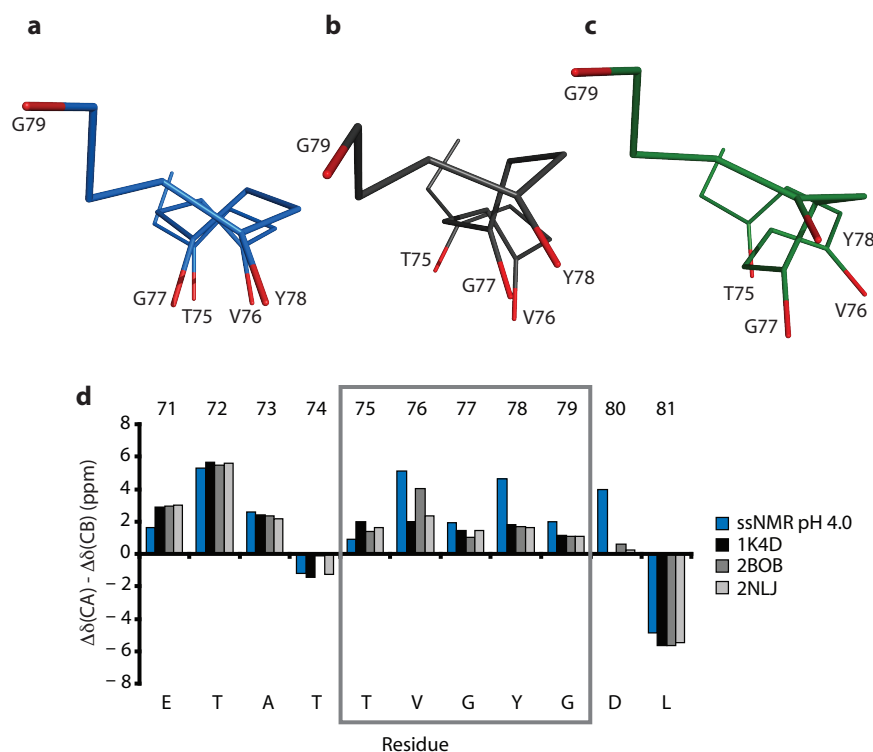 a
b
c
G79
G77
T75
V76
Y78
G79
T75
G77
V76
Y78
G79
T75
G77
V76
Y78
d
71 72 73 74 75 76 77 78 79 80 81
Δδ(CA) - Δδ(CB) (ppm)
8
6
4
2
0
− 2
− 4
− 6
− 8
ssNMR pH 4.0
1K4D
2BOB
2NLJ
E T A T T V G Y G D L
Residue